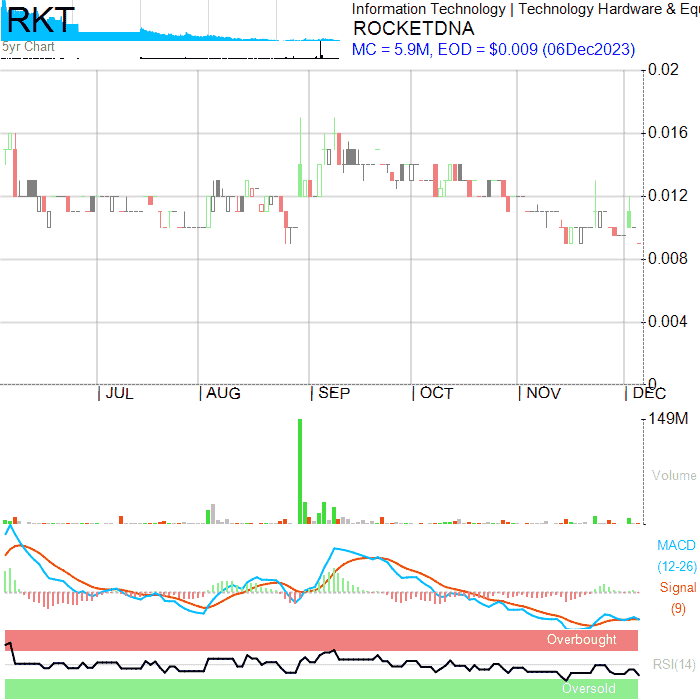 RKT
5yr Chart
Information Technology | Technology Hardware & Equ
ROCKETDNA
MC = 5.9M, EOD = $0.009 (06Dec2023)
0.02
0.016
0.012
0.008
0.004
0
JUL AUG SEP OCT NOV DEC
149M
Volume
MACD
(12-26)
Signal
(9)
Overbought
RSI(14)
Oversold